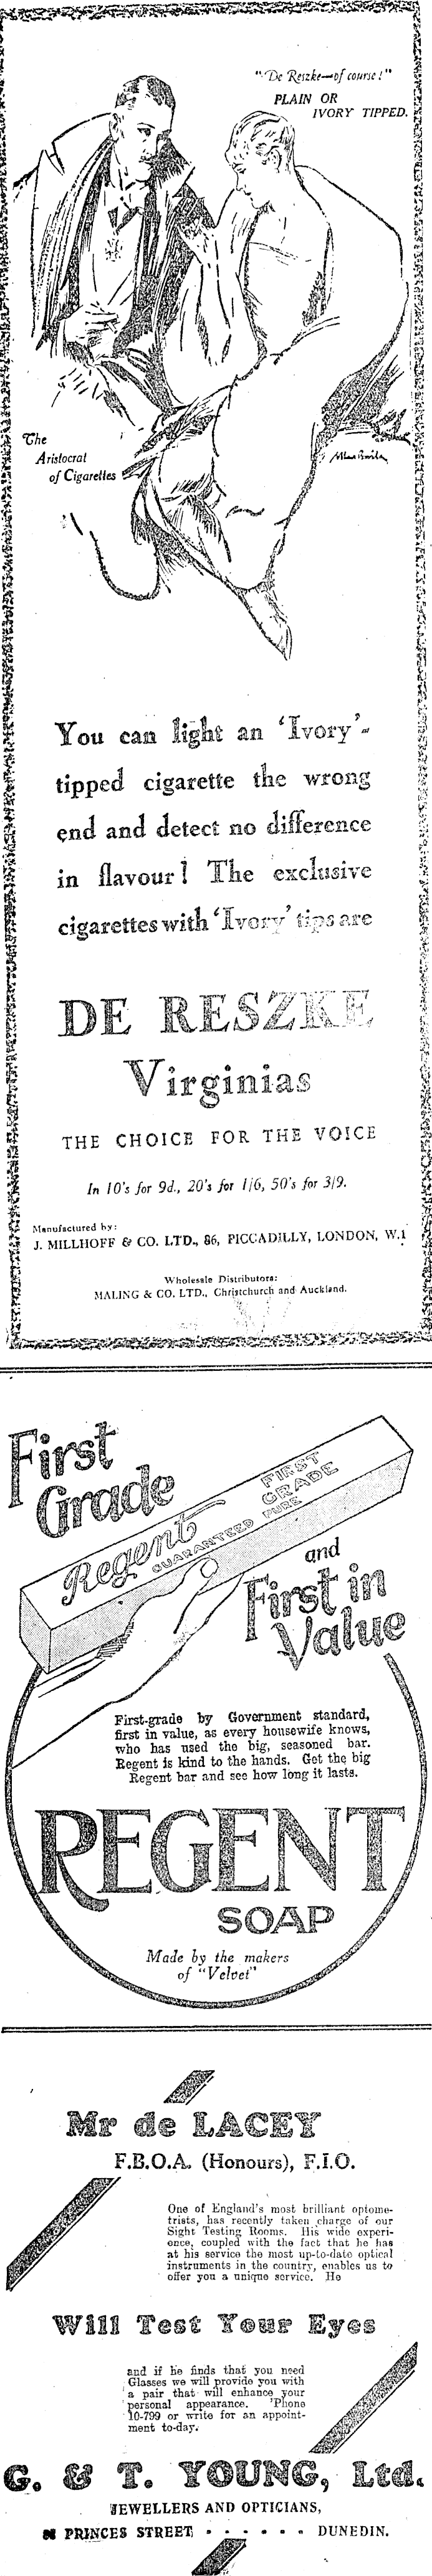 "De Reszke—of course!"
PLAIN OR
IVORY TIPPED.
The
Aristocrat
of Cigarettes
You can light an 'Ivory'-
tipped cigarette the wrong
end and detect no difference
in flavour! The exclusive
cigarettes with 'Ivory' tips are
DE RESZKE
Virginias
THE CHOICE FOR THE VOICE
In 10's for 9d., 20's for 1/6, 50's for 3/9.
Manufactured by:
J. MILLHOFF & CO. LTD., 86, PICCADILLY, LONDON, W.1
Wholesale Distributors:
MALING & CO. LTD., Christchurch and Auckland.
First
Grade
Regent
GUARANTEED PURE
FIRST
GRADE
and
First in
Value
First-grade by Government standard,
first in value, as every housewife knows,
who has used the big, seasoned bar.
Regent is kind to the hands. Get the big
Regent bar and see how long it lasts.
REGENT
SOAP
Made by the makers
of "Velvet"
Mr de LACEY
F.B.O.A. (Honours), F.I.O.
One of England's most brilliant optome-
trists, has recently taken charge of our
Sight Testing Rooms. His wide experi-
ence, coupled with the fact that he has
at his service the most up-to-date optical
instruments in the country, enables us to
offer you a unique service. He
Will Test Your Eyes
and if he finds that you need
Glasses we will provide you with
a pair that will enhance your
personal appearance. 'Phone
10-799 or write for an appoint-
ment to-day.
G. & T. YOUNG, Ltd.
JEWELLERS AND OPTICIANS,
PRINCES STREET - - - - - - DUNEDIN.